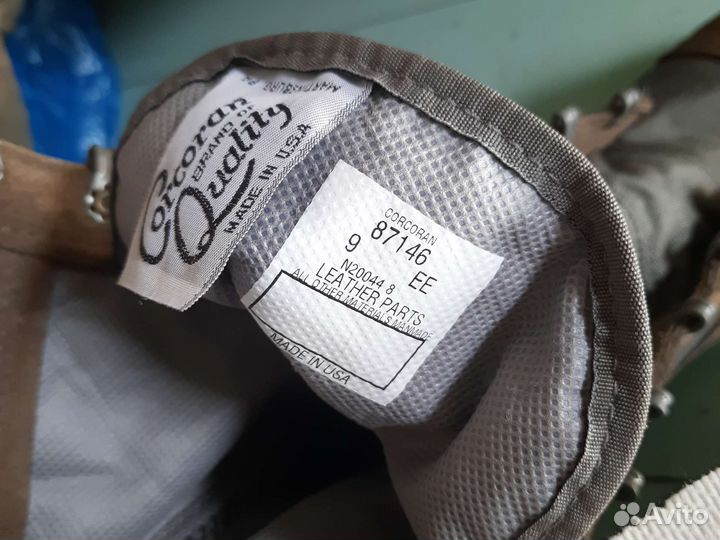 Corcoran
BRAND OF
Quality
MADE IN U.S.A
CORCORAN
87146
9 EE
N20044 8
LEATHER PARTS
ALL OTHER MATERIALS MANMADE
MADE IN USA
Avito